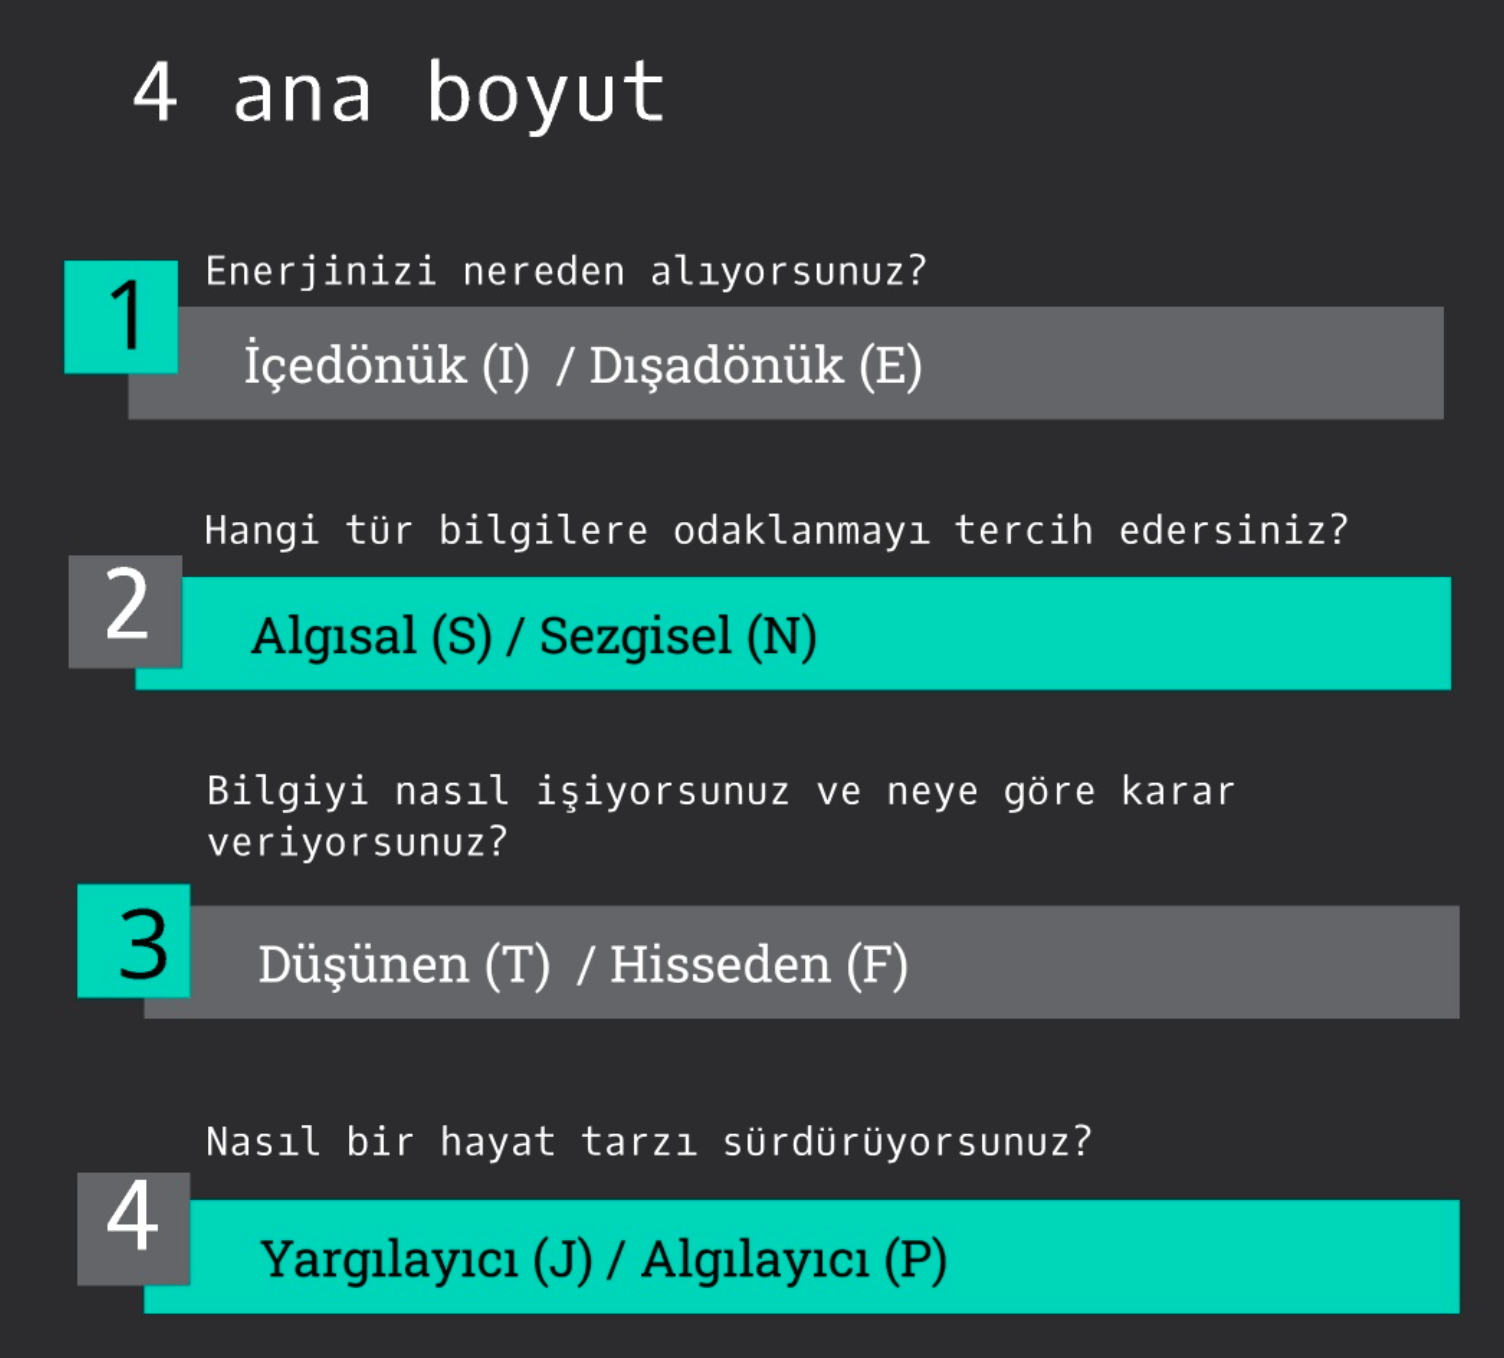 4 ana boyut
Enerjinizi nereden alıyorsunuz?
1
İçedönük (I) / Dışadönük (E)
Hangi tür bilgilere odaklanmayı tercih edersiniz?
2
Algısal (S) / Sezgisel (N)
Bilgiyi nasıl işiyorsunuz ve neye göre karar
veriyorsunuz?
3
Düşünen (T) / Hisseden (F)
Nasıl bir hayat tarzı sürdürüyorsunuz?
4
Yargılayıcı (J) / Algılayıcı (P)